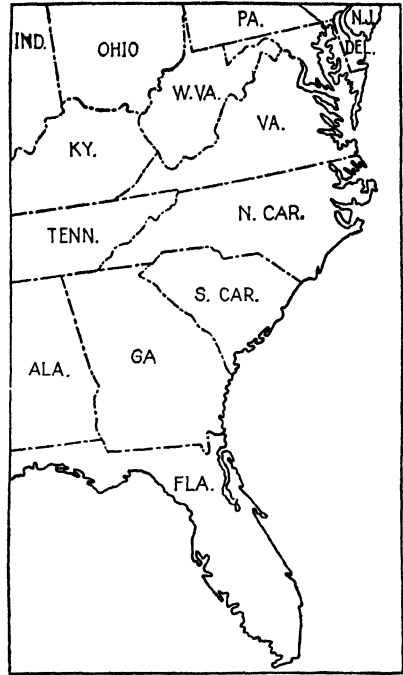 PA.
N.J.
IND.
OHIO
DEL.
W.VA.
VA.
KY.
N. CAR.
TENN.
S. CAR.
GA
ALA.
FLA.